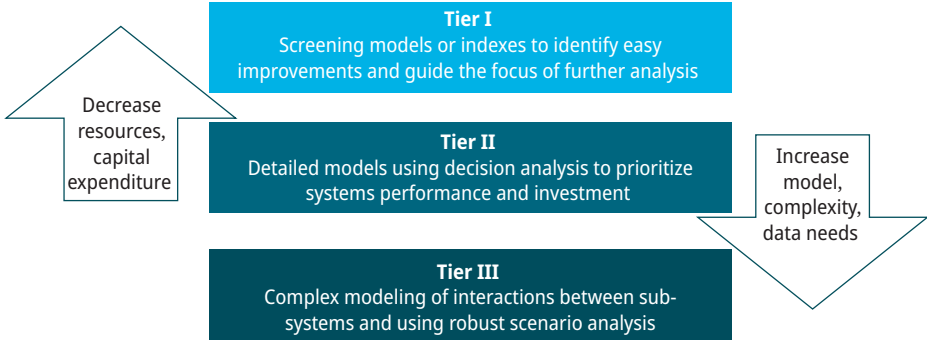 Tier I
Screening models or indexes to identify easy
improvements and guide the focus of further analysis
Decrease
resources,
capital
expenditure
Tier II
Detailed models using decision analysis to prioritize
systems performance and investment
Increase
model,
complexity,
data needs
Tier III
Complex modeling of interactions between sub-
systems and using robust scenario analysis